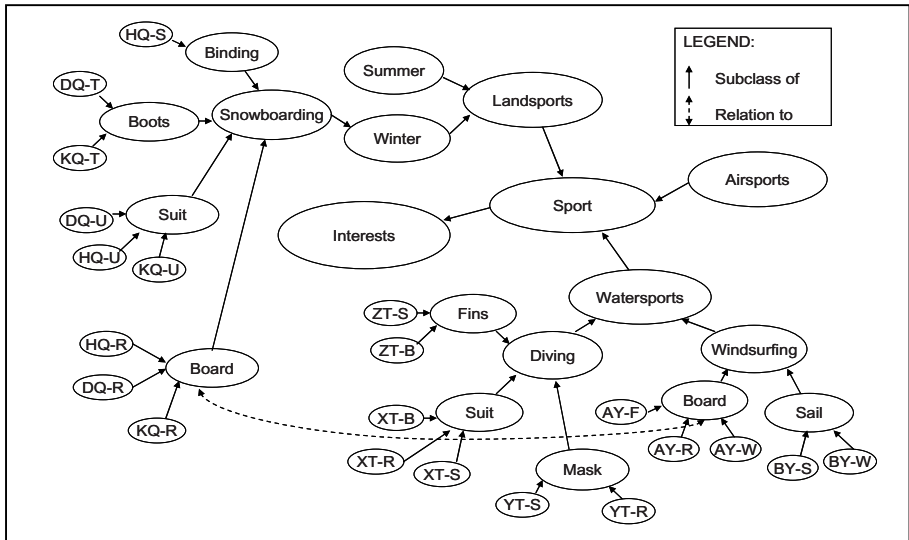 LEGEND:
Subclass of
Relation to
HQ-S
Binding
Summer
DQ-T
Landsports
Boots
Snowboarding
Winter
KQ-T
Airsports
Sport
DQ-U
Suit
Interests
HQ-U
KQ-U
Watersports
ZT-S
Fins
HQ-R
ZT-B
Diving
Windsurfing
Board
DQ-R
Board
XT-B
Suit
AY-F
Sail
KQ-R
AY-R
AY-W
XT-R
XT-S
Mask
BY-S
BY-W
YT-S
YT-R